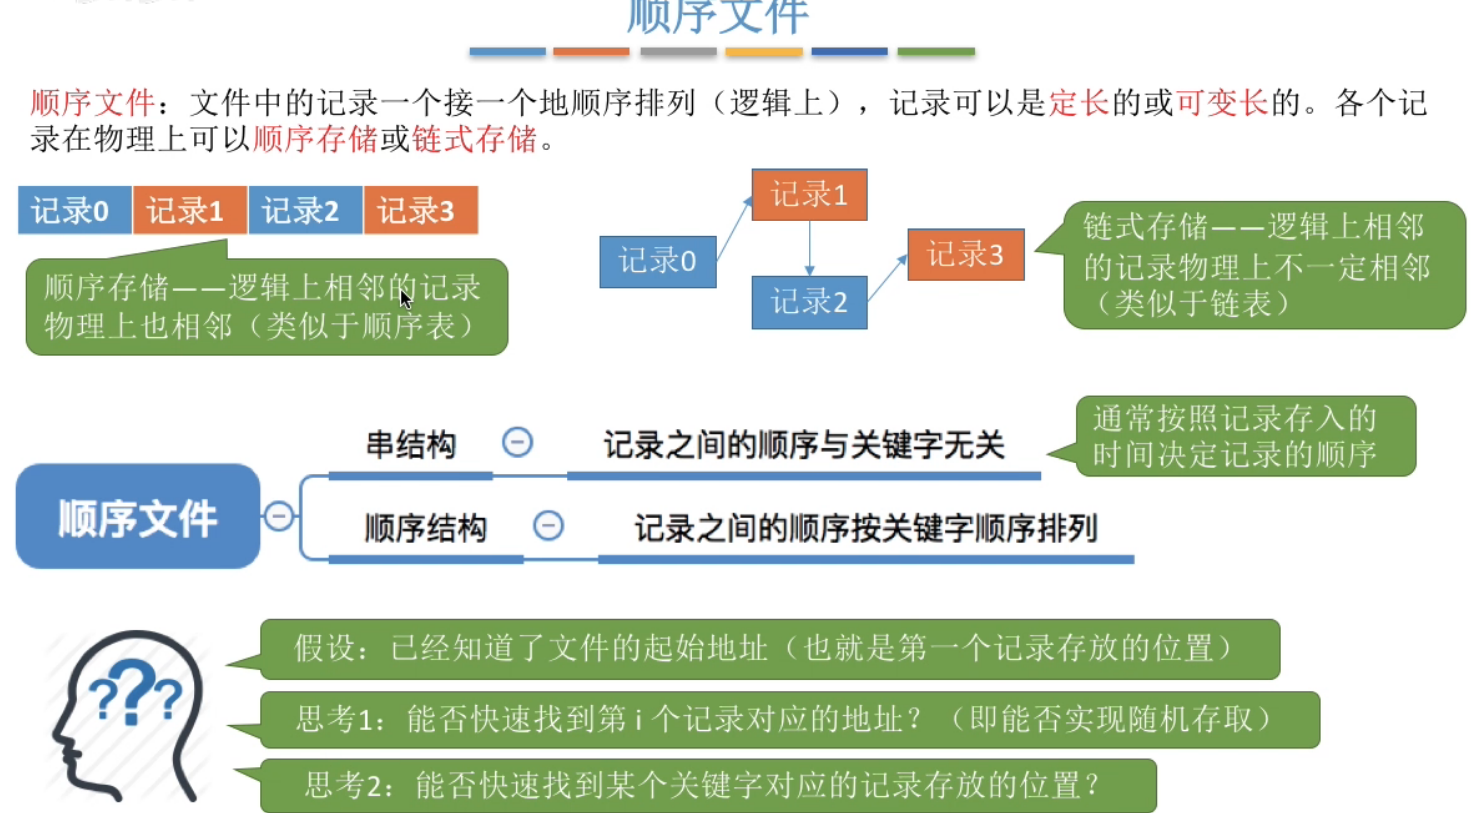 顺序文件
顺序文件：文件中的记录一个接一个地顺序排列（逻辑上），记录可以是定长的或可变长的。各个记
录在物理上可以顺序存储或链式存储。
记录0 记录1 记录2 记录3
顺序存储——逻辑上相邻的记录
物理上也相邻（类似于顺序表）
记录0
记录1
记录2
记录3
链式存储——逻辑上相邻
的记录物理上不一定相邻
（类似于链表）
顺序文件
串结构
记录之间的顺序与关键字无关
通常按照记录存入的
时间决定记录的顺序
顺序结构
记录之间的顺序按关键字顺序排列
???
假设：已经知道了文件的起始地址（也就是第一个记录存放的位置）
思考1：能否快速找到第 i 个记录对应的地址？（即能否实现随机存取）
思考2：能否快速找到某个关键字对应的记录存放的位置？